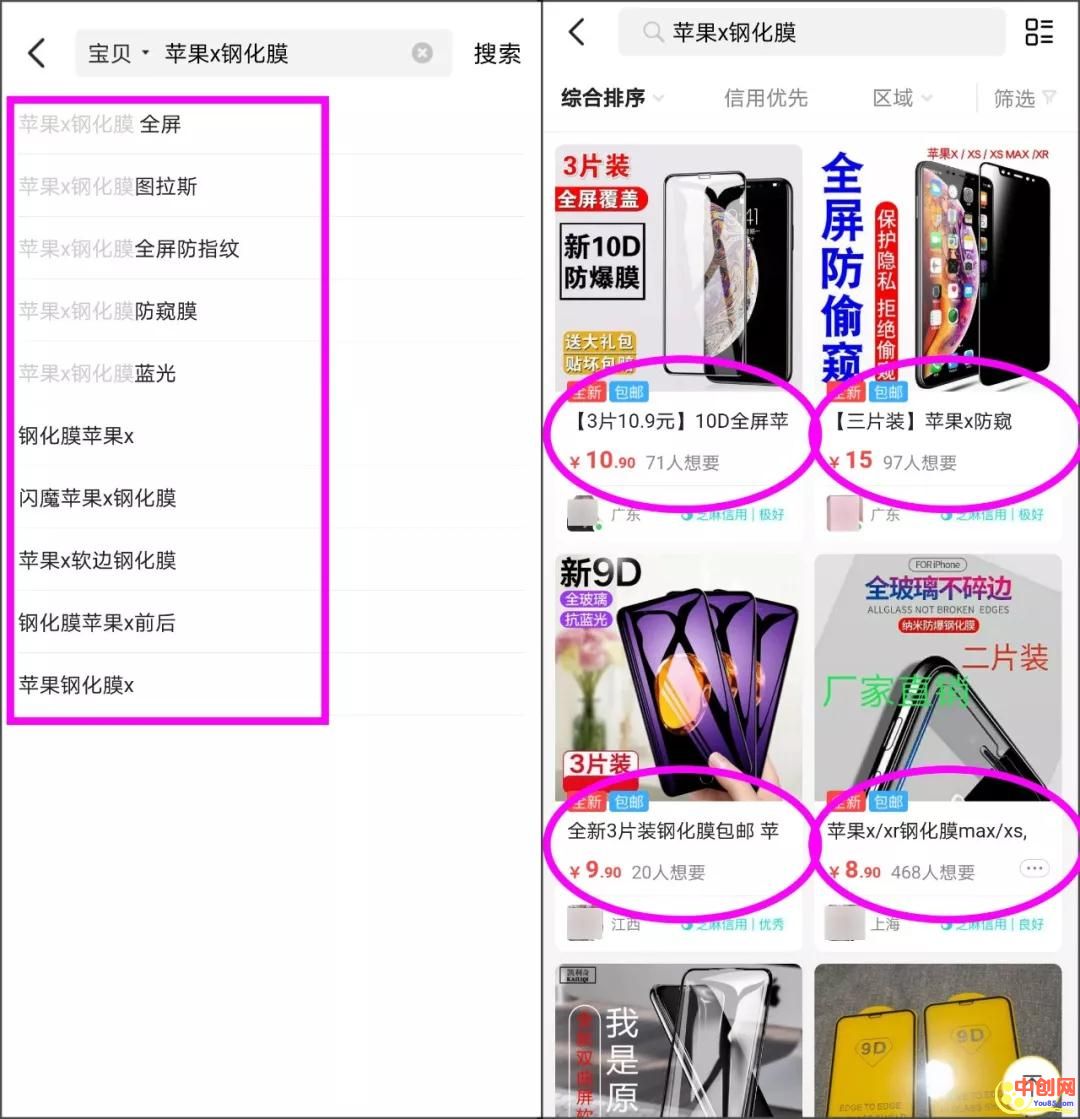 宝贝 苹果x钢化膜 搜索
苹果x钢化膜 全屏
苹果x钢化膜图拉斯
苹果x钢化膜全屏防指纹
苹果x钢化膜防窥膜
苹果x钢化膜蓝光
钢化膜苹果x
闪魔苹果x钢化膜
苹果x软边钢化膜
钢化膜苹果x前后
苹果钢化膜x
苹果x钢化膜
综合排序 信用优先 区域 筛选
3片装
全屏覆盖
新10D
防爆膜
送大礼包
贴坏包赔
全新 包邮
【3片10.9元】10D全屏苹
¥10.90 71人想要
广东 芝麻信用 | 极好
苹果X / XS / XS MAX /XR
全屏防偷窥
保护隐私 拒绝偷窥
全新 包邮
【三片装】苹果x防窥
¥15 97人想要
广东 芝麻信用 | 极好
新9D
全玻璃
抗蓝光
3片装
全新 包邮
全新3片装钢化膜包邮 苹
¥9.90 20人想要
江西 芝麻信用 | 优秀
FOR iPhone
全玻璃不碎边
ALLGLASS NOT BROKEN EDGES
纳米防爆钢化膜
二片装
厂家直销
全新 包邮
苹果x/xr钢化膜max/xs,
¥8.90 468人想要
上海 芝麻信用 | 良好
凯利奇
KAILIQI
我是原
9D
9D
EDGE TO EDGE
EDGE TO EDGE
中创网
You85.com